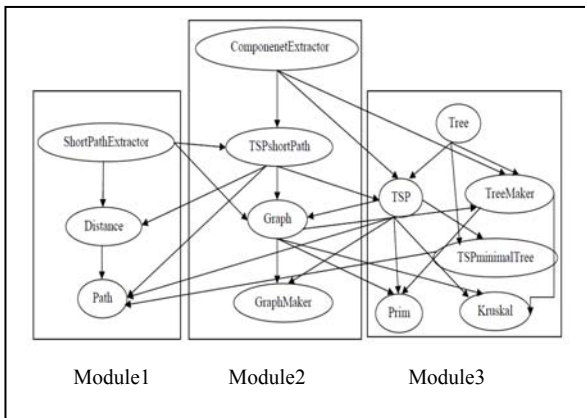 ComponenetExtractor
Tree
ShortPathExtractor
TSPshortPath
TSP
TreeMaker
Distance
Graph
TSPminimalTree
Path
GraphMaker
Prim
Kruskal
Module1
Module2
Module3